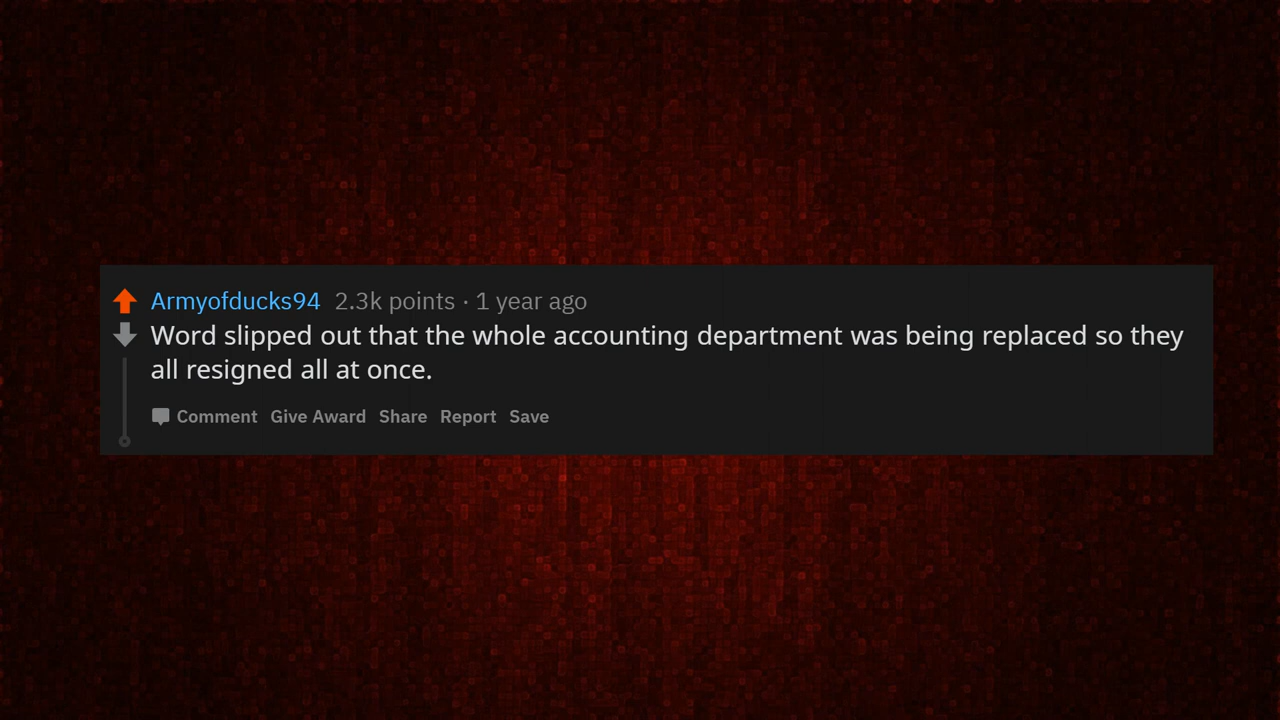 Armyofducks94 2.3k points · 1 year ago
Word slipped out that the whole accounting department was being replaced so they
all resigned all at once.
Comment Give Award Share Report Save